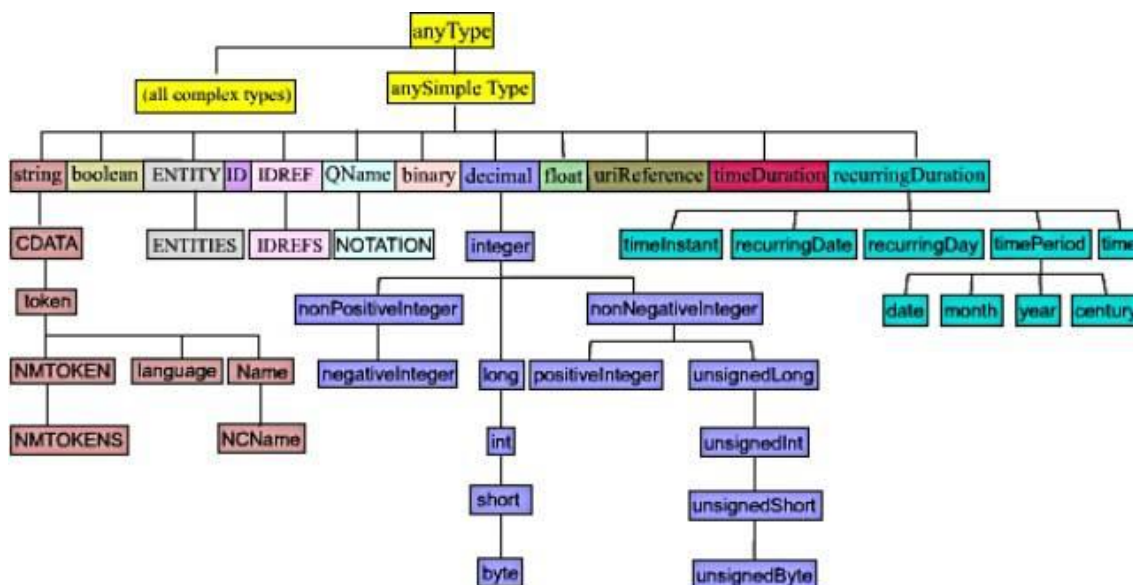 anyType
(all complex types)
anySimple Type
string boolean ENTITY ID IDREF QName binary decimal float uriReference timeDuration recurringDuration
CDATA ENTITIES IDREFS NOTATION integer timeInstant recurringDate recurringDay timePeriod time
token nonPositiveInteger nonNegativeInteger date month year century
NMTOKEN language Name negativeInteger long positiveInteger unsignedLong
NMTOKENS NCName int unsignedInt
short unsignedShort
byte unsignedByte